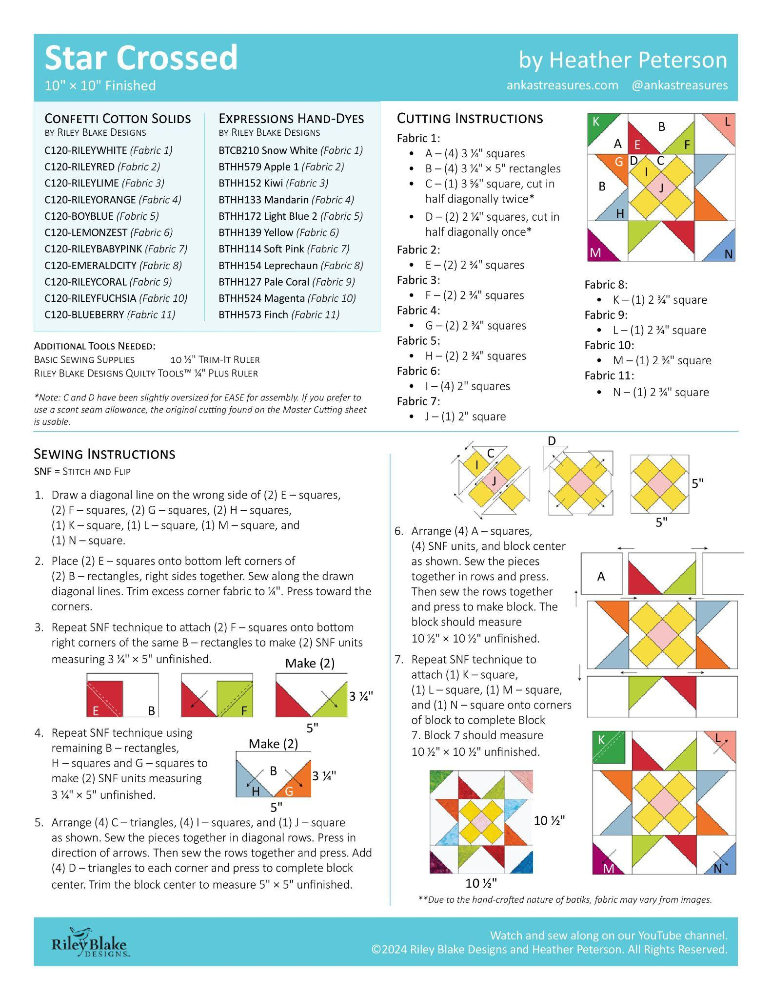 Star Crossed
10" × 10" Finished
by Heather Peterson
ankastreasures.com @ankastreasures
Confetti Cotton Solids
by Riley Blake Designs
C120-RILEYWHITE (Fabric 1)
C120-RILEYRED (Fabric 2)
C120-RILEYLIME (Fabric 3)
C120-RILEYORANGE (Fabric 4)
C120-BOYBLUE (Fabric 5)
C120-LEMONZEST (Fabric 6)
C120-RILEYBABYPINK (Fabric 7)
C120-EMERALDCITY (Fabric 8)
C120-RILEYCORAL (Fabric 9)
C120-RILEYFUCHSIA (Fabric 10)
C120-BLUEBERRY (Fabric 11)
Expressions Hand-Dyes
by Riley Blake Designs
BTCB210 Snow White (Fabric 1)
BTHH579 Apple 1 (Fabric 2)
BTHH152 Kiwi (Fabric 3)
BTHH133 Mandarin (Fabric 4)
BTHH172 Light Blue 2 (Fabric 5)
BTHH139 Yellow (Fabric 6)
BTHH114 Soft Pink (Fabric 7)
BTHH154 Leprechaun (Fabric 8)
BTHH127 Pale Coral (Fabric 9)
BTHH524 Magenta (Fabric 10)
BTHH573 Finch (Fabric 11)
Additional Tools Needed:
Basic Sewing Supplies 10 ½" Trim-It Ruler
Riley Blake Designs Quilty Tools™ ¼" Plus Ruler
*Note: C and D have been slightly oversized for EASE for assembly. If you prefer to
use a scant seam allowance, the original cutting found on the Master Cutting sheet
is usable.
Cutting Instructions
Fabric 1:
• A – (4) 3 ¼" squares
• B – (4) 3 ¼" × 5" rectangles
• C – (1) 3 ⅝" square, cut in
half diagonally twice*
• D – (2) 2 ¼" squares, cut in
half diagonally once*
Fabric 2:
• E – (2) 2 ¾" squares
Fabric 3:
• F – (2) 2 ¾" squares
Fabric 4:
• G – (2) 2 ¾" squares
Fabric 5:
• H – (2) 2 ¾" squares
Fabric 6:
• I – (4) 2" squares
Fabric 7:
• J – (1) 2" square
K B L
A E F
G D C
I
B J
H
M N
Fabric 8:
• K – (1) 2 ¾" square
Fabric 9:
• L – (1) 2 ¾" square
Fabric 10:
• M – (1) 2 ¾" square
Fabric 11:
• N – (1) 2 ¾" square
Sewing Instructions
SNF = Stitch and Flip
1. Draw a diagonal line on the wrong side of (2) E – squares,
(2) F – squares, (2) G – squares, (2) H – squares,
(1) K – square, (1) L – square, (1) M – square, and
(1) N – square.
2. Place (2) E – squares onto bottom left corners of
(2) B – rectangles, right sides together. Sew along the drawn
diagonal lines. Trim excess corner fabric to ¼". Press toward the
corners.
3. Repeat SNF technique to attach (2) F – squares onto bottom
right corners of the same B – rectangles to make (2) SNF units
measuring 3 ¼" × 5" unfinished.
Make (2)
E B F 3 ¼"
5"
4. Repeat SNF technique using
remaining B – rectangles,
H – squares and G – squares to
make (2) SNF units measuring
3 ¼" × 5" unfinished.
Make (2)
B 3 ¼"
H G
5"
5. Arrange (4) C – triangles, (4) I – squares, and (1) J – square
as shown. Sew the pieces together in diagonal rows. Press in
direction of arrows. Then sew the rows together and press. Add
(4) D – triangles to each corner and press to complete block
center. Trim the block center to measure 5" × 5" unfinished.
D
C
I
J
5"
5"
6. Arrange (4) A – squares,
(4) SNF units, and block center
as shown. Sew the pieces
together in rows and press.
Then sew the rows together
and press to make block. The
block should measure
10 ½" × 10 ½" unfinished.
A
7. Repeat SNF technique to
attach (1) K – square,
(1) L – square, (1) M – square,
and (1) N – square onto corners
of block to complete Block
7. Block 7 should measure
10 ½" × 10 ½" unfinished.
K L
M N
10 ½"
10 ½"
**Due to the hand-crafted nature of batiks, fabric may vary from images.
Riley Blake
DESIGNS™
Watch and sew along on our YouTube channel.
©2024 Riley Blake Designs and Heather Peterson. All Rights Reserved.